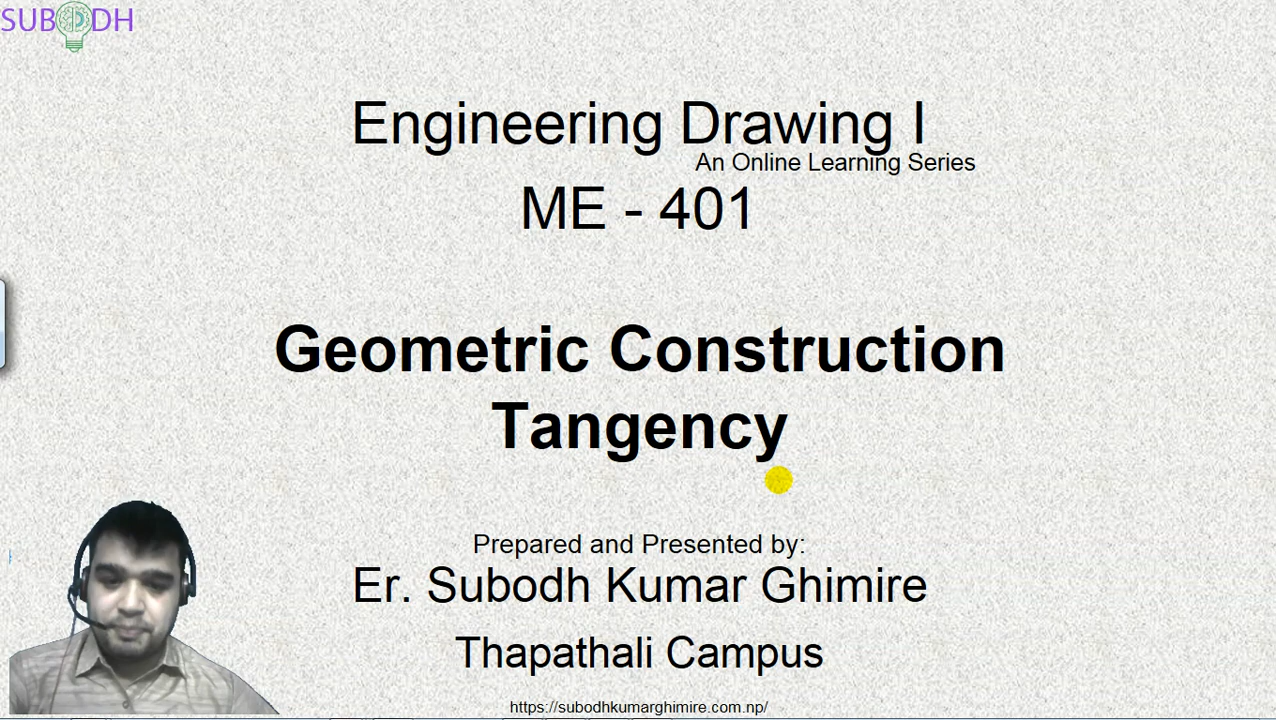 SUBODH
Engineering Drawing I
An Online Learning Series
ME - 401
Geometric Construction
Tangency
Prepared and Presented by:
Er. Subodh Kumar Ghimire
Thapathali Campus
https://subodhkumarghimire.com.np/